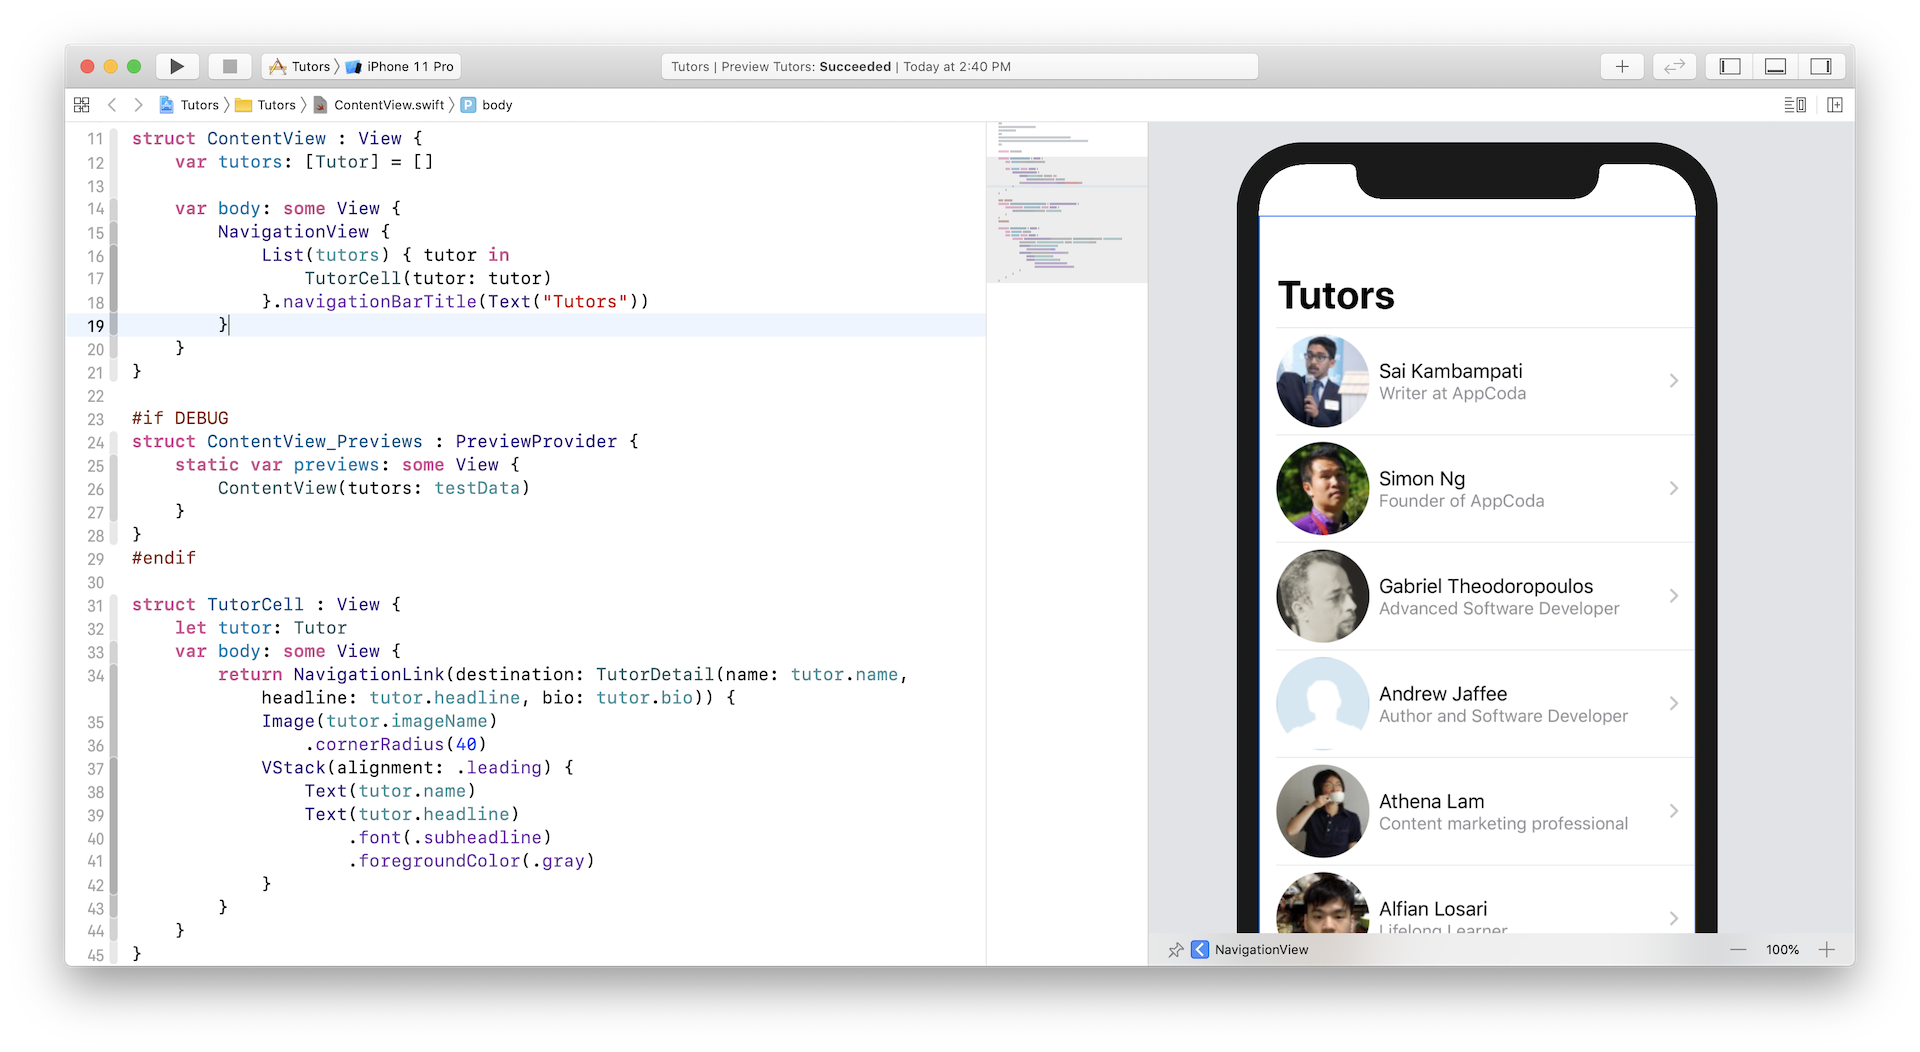 Tutors iPhone 11 Pro
Tutors | Preview Tutors: Succeeded | Today at 2:40 PM
Tutors Tutors ContentView.swift P body
11 struct ContentView : View {
12 var tutors: [Tutor] = []
13
14 var body: some View {
15 NavigationView {
16 List(tutors) { tutor in
17 TutorCell(tutor: tutor)
18 }.navigationBarTitle(Text("Tutors"))
19 }
20 }
21 }
22
23 #if DEBUG
24 struct ContentView_Previews : PreviewProvider {
25 static var previews: some View {
26 ContentView(tutors: testData)
27 }
28 }
29 #endif
30
31 struct TutorCell : View {
32 let tutor: Tutor
33 var body: some View {
34 return NavigationLink(destination: TutorDetail(name: tutor.name,
headline: tutor.headline, bio: tutor.bio)) {
35 Image(tutor.imageName)
36 .cornerRadius(40)
37 VStack(alignment: .leading) {
38 Text(tutor.name)
39 Text(tutor.headline)
40 .font(.subheadline)
41 .foregroundColor(.gray)
42 }
43 }
44 }
45 }
Tutors
Sai Kambampati
Writer at AppCoda
Simon Ng
Founder of AppCoda
Gabriel Theodoropoulos
Advanced Software Developer
Andrew Jaffee
Author and Software Developer
Athena Lam
Content marketing professional
Alfian Losari
Lifelong Learner
NavigationView
100%